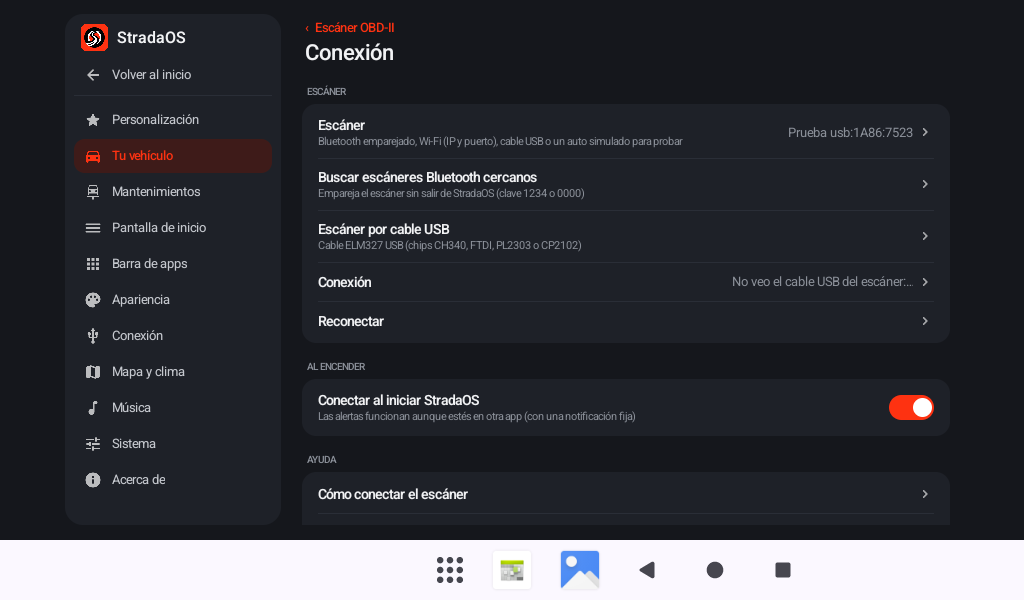 StradaOS
Volver al inicio
Personalización
Tu vehículo
Mantenimientos
Pantalla de inicio
Barra de apps
Apariencia
Conexión
Mapa y clima
Música
Sistema
Acerca de
‹ Escáner OBD-II
Conexión
ESCÁNER
Escáner
Bluetooth emparejado, Wi-Fi (IP y puerto), cable USB o un auto simulado para probar
Prueba usb:1A86:7523
Buscar escáneres Bluetooth cercanos
Empareja el escáner sin salir de StradaOS (clave 1234 o 0000)
Escáner por cable USB
Cable ELM327 USB (chips CH340, FTDI, PL2303 o CP2102)
Conexión
No veo el cable USB del escáner:...
Reconectar
AL ENCENDER
Conectar al iniciar StradaOS
Las alertas funcionan aunque estés en otra app (con una notificación fija)
AYUDA
Cómo conectar el escáner